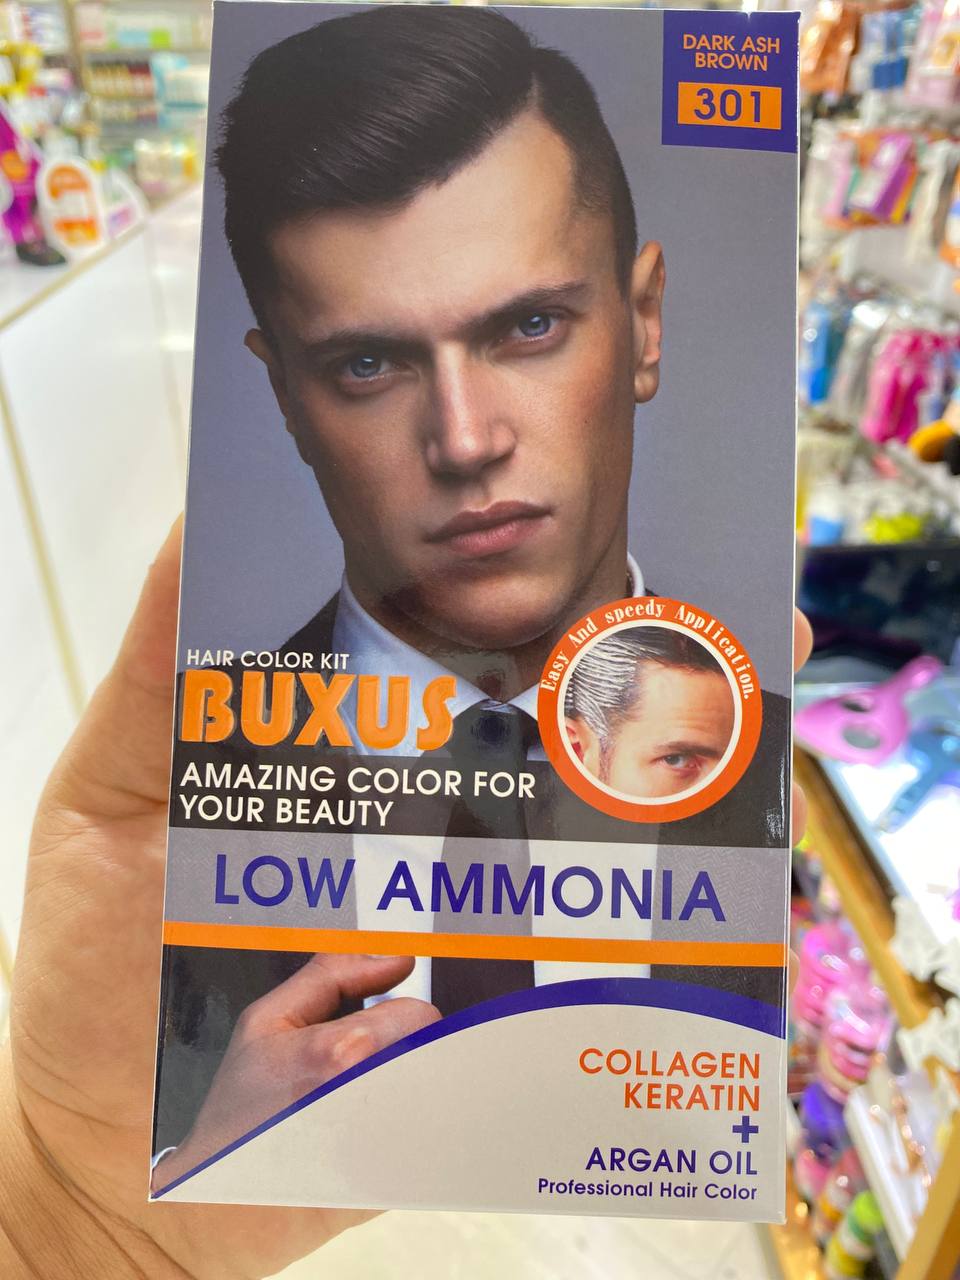 DARK ASH
BROWN
301
Easy And speedy Application.
HAIR COLOR KIT
BUXUS
AMAZING COLOR FOR
YOUR BEAUTY
LOW AMMONIA
COLLAGEN
KERATIN
+
ARGAN OIL
Professional Hair Color